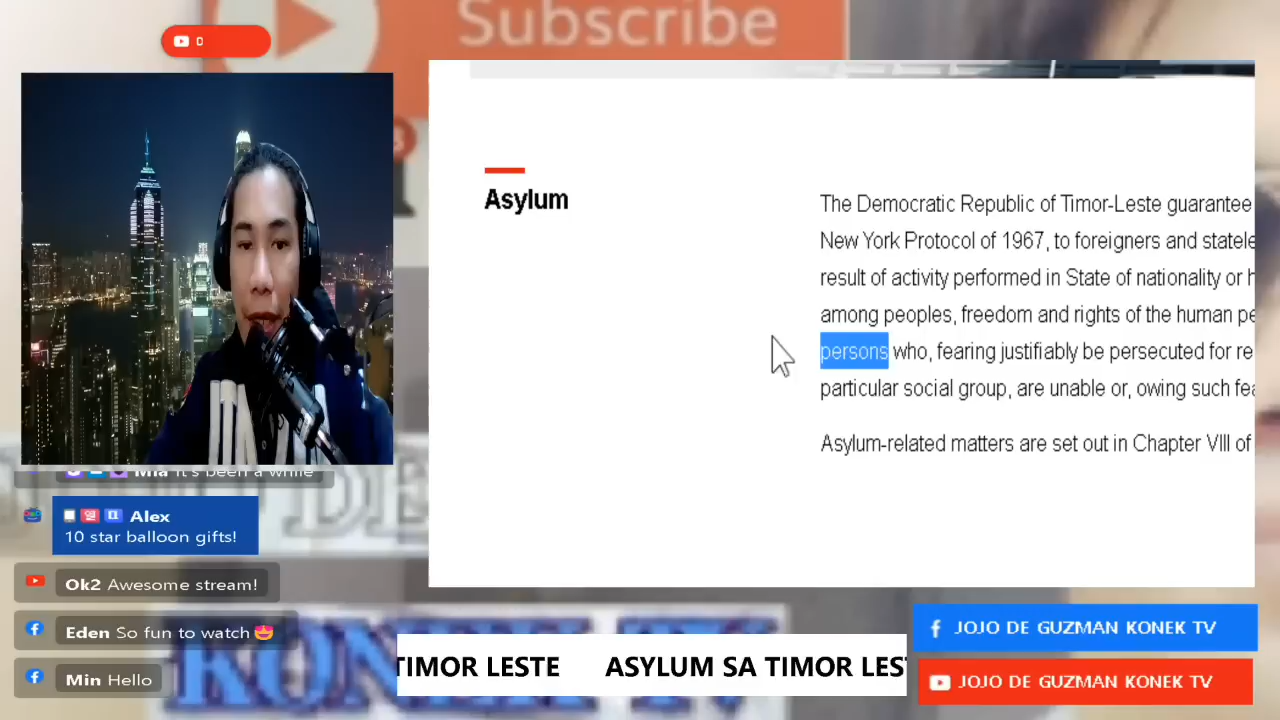 Subscribe
D
Asylum
The Democratic Republic of Timor-Leste guarantee
New York Protocol of 1967, to foreigners and statele
result of activity performed in State of nationality or h
among peoples, freedom and rights of the human pe
persons who, fearing justifiably be persecuted for re
particular social group, are unable or, owing such fea
Asylum-related matters are set out in Chapter VIII of
Mia It's been a while
Alex
10 star balloon gifts!
Ok2 Awesome stream!
Eden So fun to watch😍
Min Hello
KONEK TV
TIMOR LESTE ASYLUM SA TIMOR LES
JOJO DE GUZMAN KONEK TV
JOJO DE GUZMAN KONEK TV